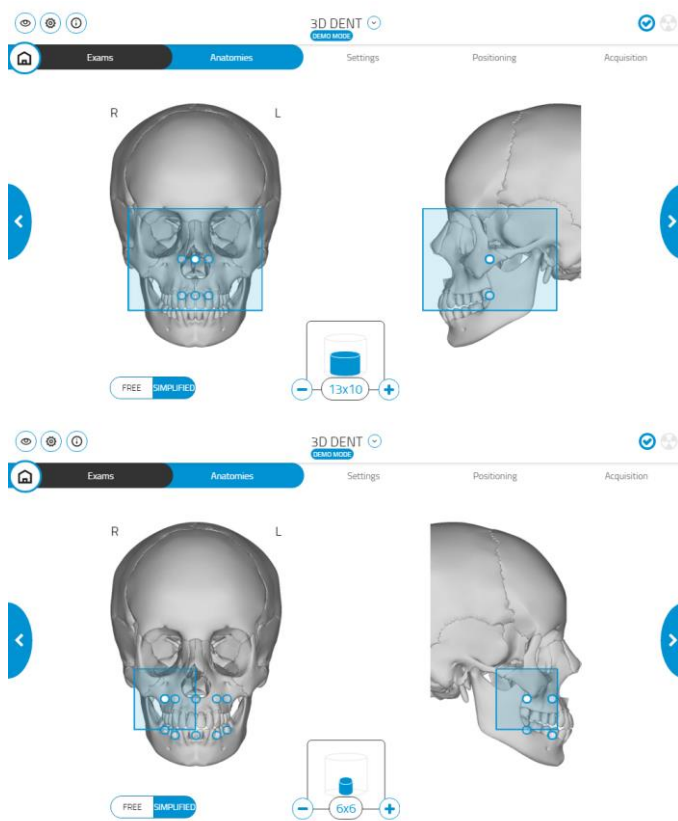 3D DENT
DEMO MODE
Exams Anatomies Settings Positioning Acquisition
R L
13x10
FREE SIMPLIFIED
3D DENT
DEMO MODE
Exams Anatomies Settings Positioning Acquisition
R L
6x6
FREE SIMPLIFIED